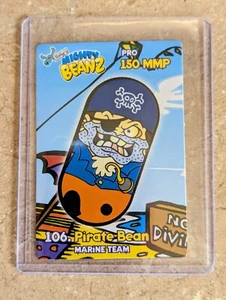 MIGHTY
BEANZ
PRO
150 MMP
106. Pirate Bean
MARINE TEAM
NO
Divi